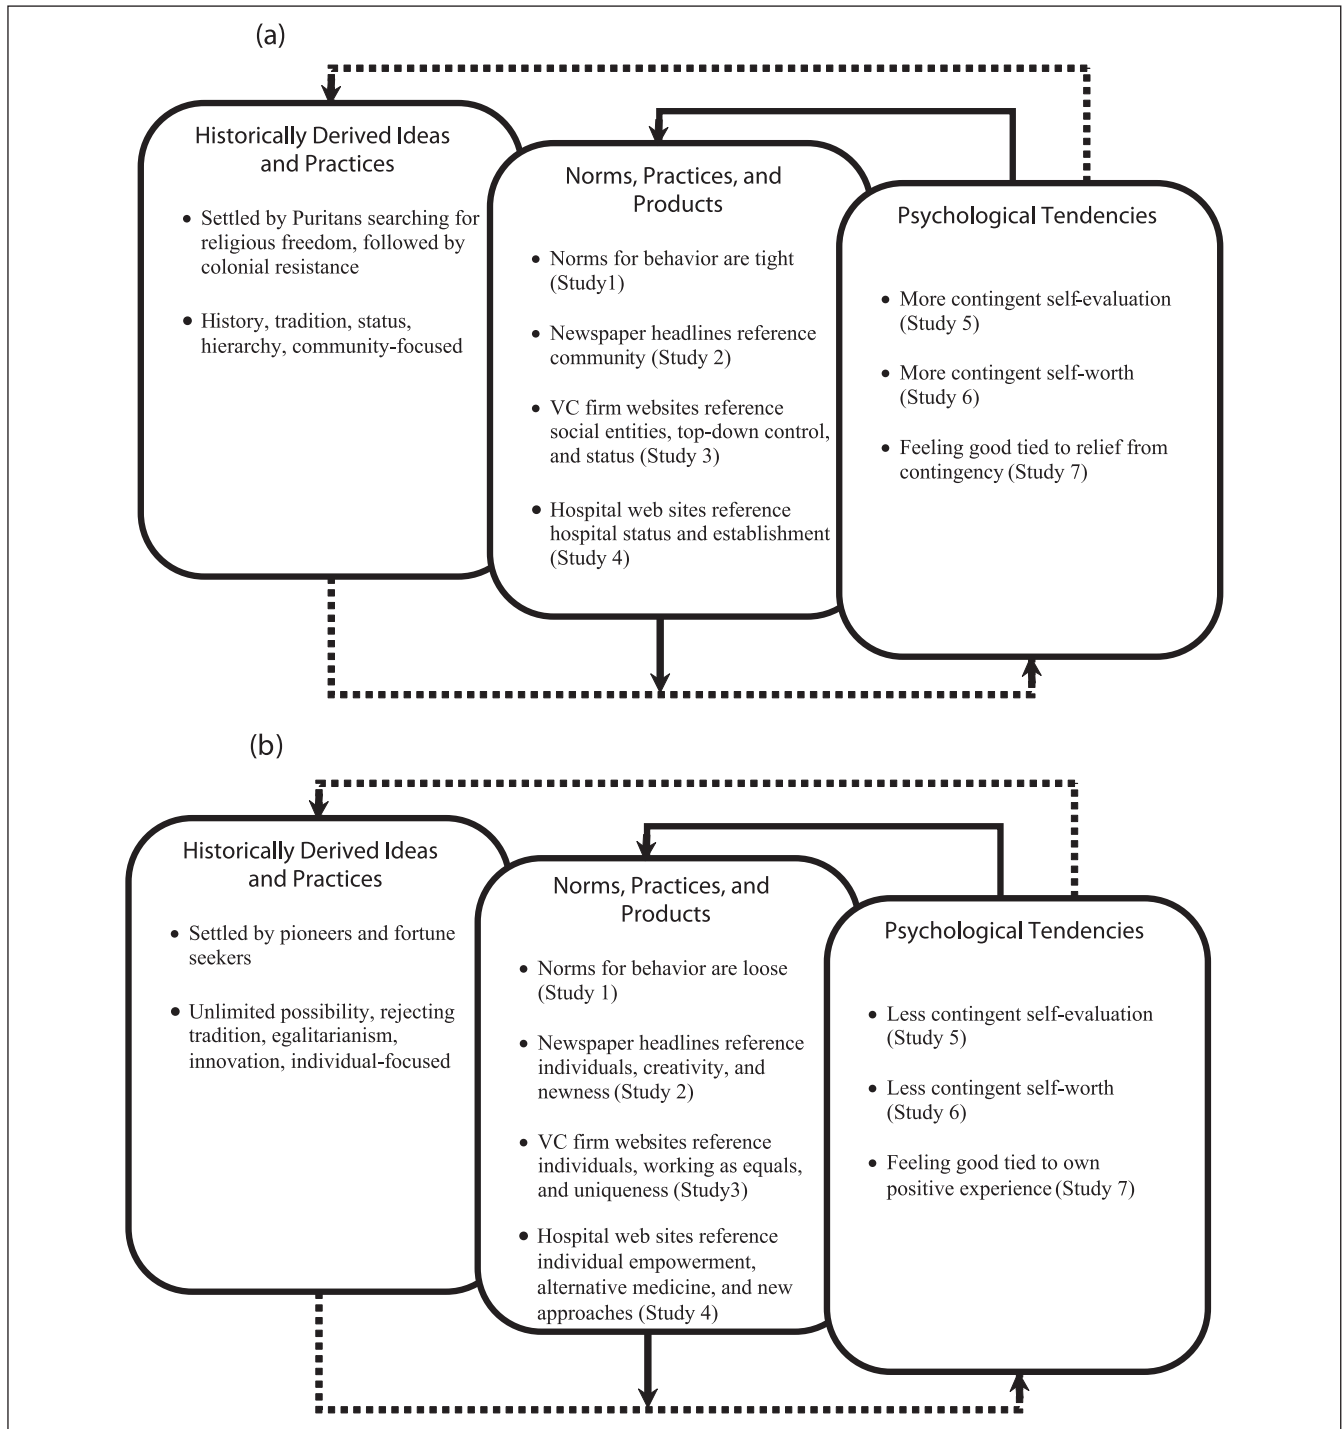 (a)
Historically Derived Ideas
and Practices
• Settled by Puritans searching for
religious freedom, followed by
colonial resistance
• History, tradition, status,
hierarchy, community-focused
Norms, Practices, and
Products
• Norms for behavior are tight
(Study1)
• Newspaper headlines reference
community (Study 2)
• VC firm websites reference
social entities, top-down control,
and status (Study 3)
• Hospital web sites reference
hospital status and establishment
(Study 4)
Psychological Tendencies
• More contingent self-evaluation
(Study 5)
• More contingent self-worth
(Study 6)
• Feeling good tied to relief from
contingency (Study 7)
(b)
Historically Derived Ideas
and Practices
• Settled by pioneers and fortune
seekers
• Unlimited possibility, rejecting
tradition, egalitarianism,
innovation, individual-focused
Norms, Practices, and
Products
• Norms for behavior are loose
(Study 1)
• Newspaper headlines reference
individuals, creativity, and
newness (Study 2)
• VC firm websites reference
individuals, working as equals,
and uniqueness (Study3)
• Hospital web sites reference
individual empowerment,
alternative medicine, and new
approaches (Study 4)
Psychological Tendencies
• Less contingent self-evaluation
(Study 5)
• Less contingent self-worth
(Study 6)
• Feeling good tied to own
positive experience (Study 7)